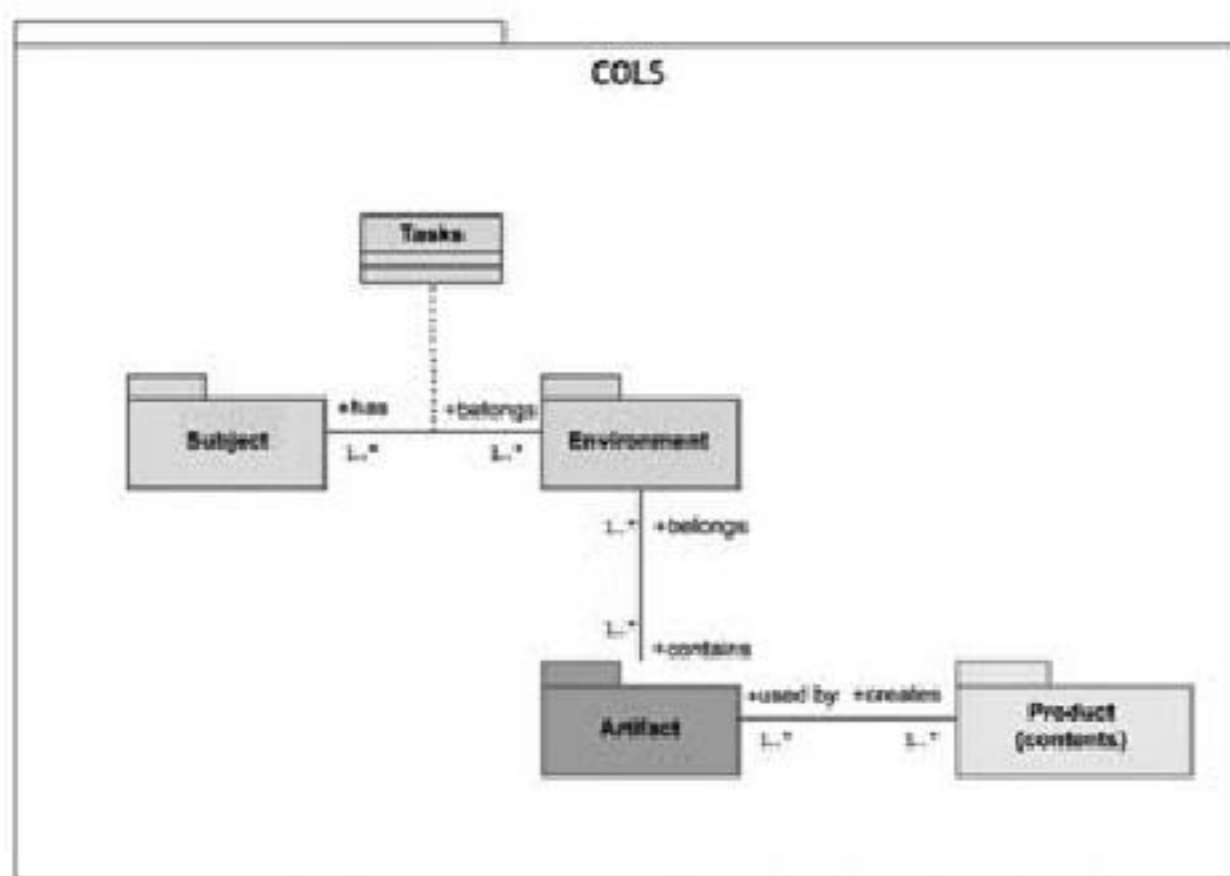 COLS
Tasks
+has +belongs
Subject 1..* 1..* Environment
1..* +belongs
1..*
+contains
+used by +creates
Artifact 1..* 1..* Product
(contents)